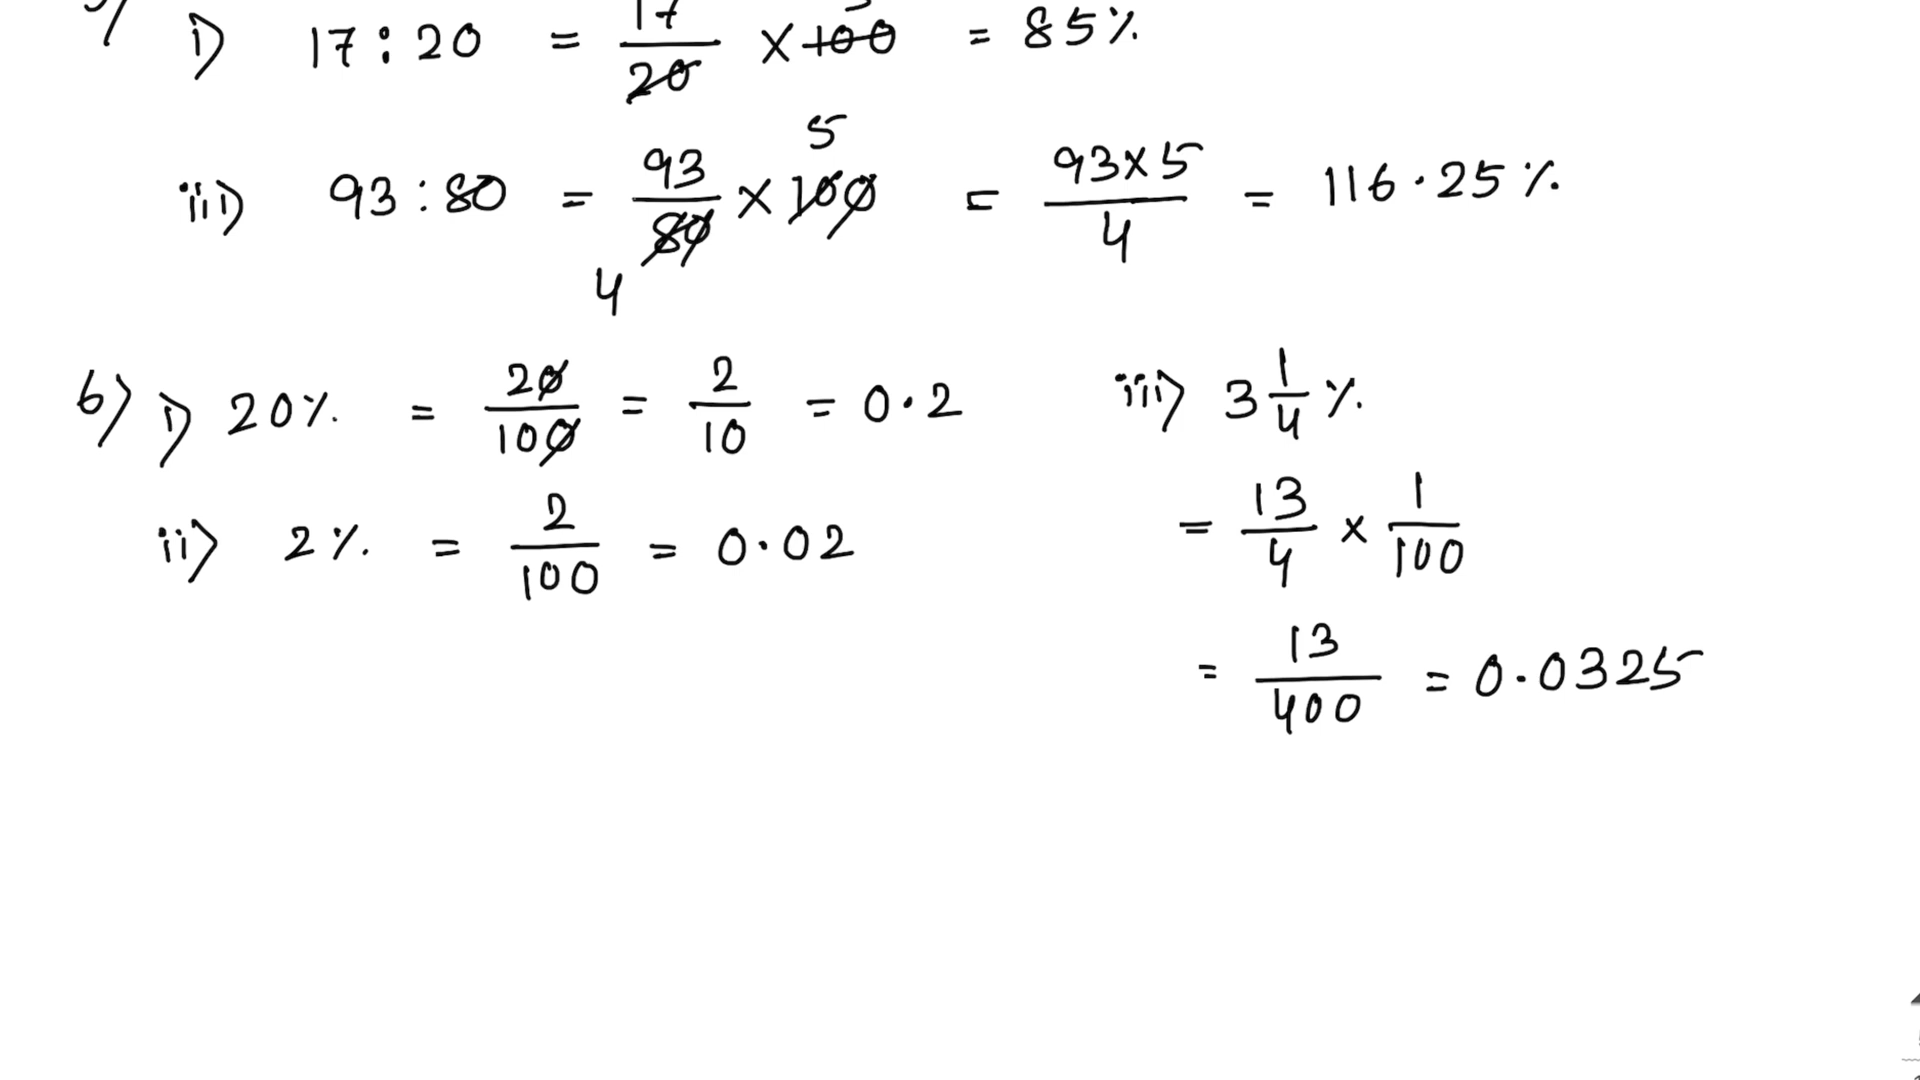 i) 17 : 20 = 17/20 × 100 = 85%
iii) 93 : 80 = 93/80 × 100 = 93×5/4 = 116.25%
5
4
6) i) 20% = 20/100 = 2/10 = 0.2
ii) 2% = 2/100 = 0.02
iii) 3 1/4 %
= 13/4 × 1/100
= 13/400 = 0.0325